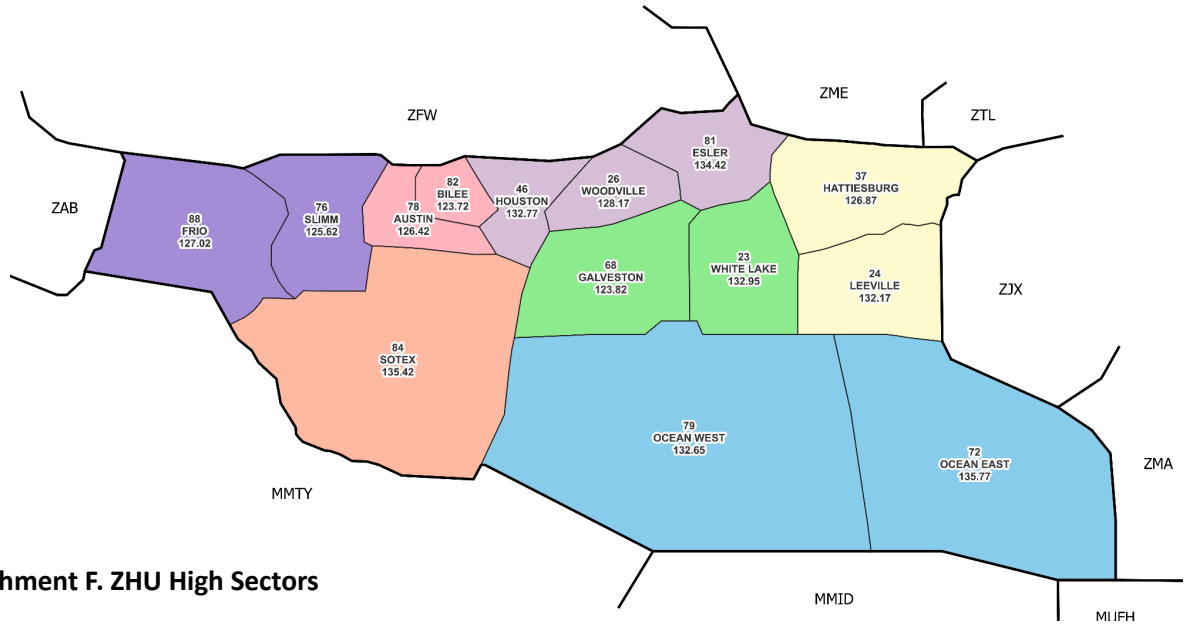 ZME
ZFW
ZTL
81
ESLER
134.42
37
HATTIESBURG
126.87
82
BILEE
123.72
46
HOUSTON
132.77
26
WOODVILLE
128.17
ZAB
88
FRIO
127.02
76
SLIMM
125.62
78
AUSTIN
126.42
68
GALVESTON
123.82
23
WHITE LAKE
132.95
24
LEEVILLE
132.17
ZJX
84
SOTEX
135.42
79
OCEAN WEST
132.65
72
OCEAN EAST
135.77
ZMA
MMTY
hment F. ZHU High Sectors
MMID
MUFH